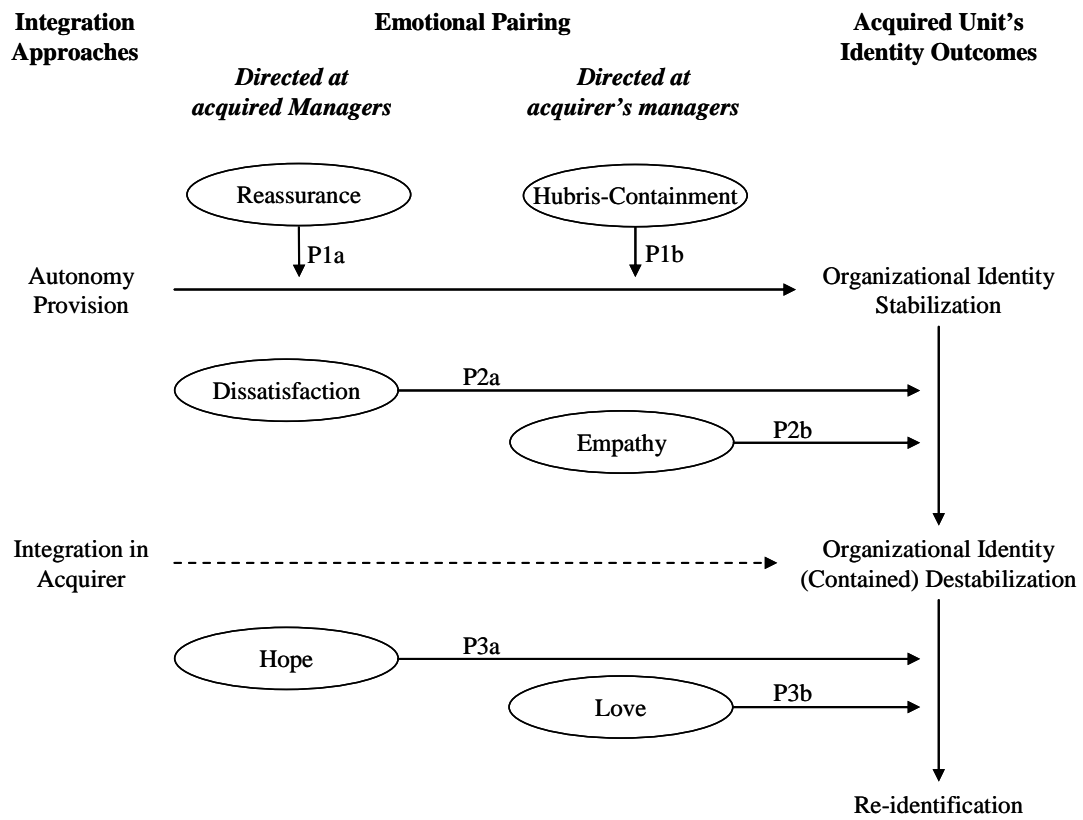 Integration
Approaches
Emotional Pairing
Acquired Unit's
Identity Outcomes
Directed at
acquired Managers
Directed at
acquirer's managers
Reassurance
Hubris-Containment
P1a
P1b
Autonomy
Provision
Organizational Identity
Stabilization
Dissatisfaction
P2a
Empathy
P2b
Integration in
Acquirer
Organizational Identity
(Contained) Destabilization
Hope
P3a
Love
P3b
Re-identification